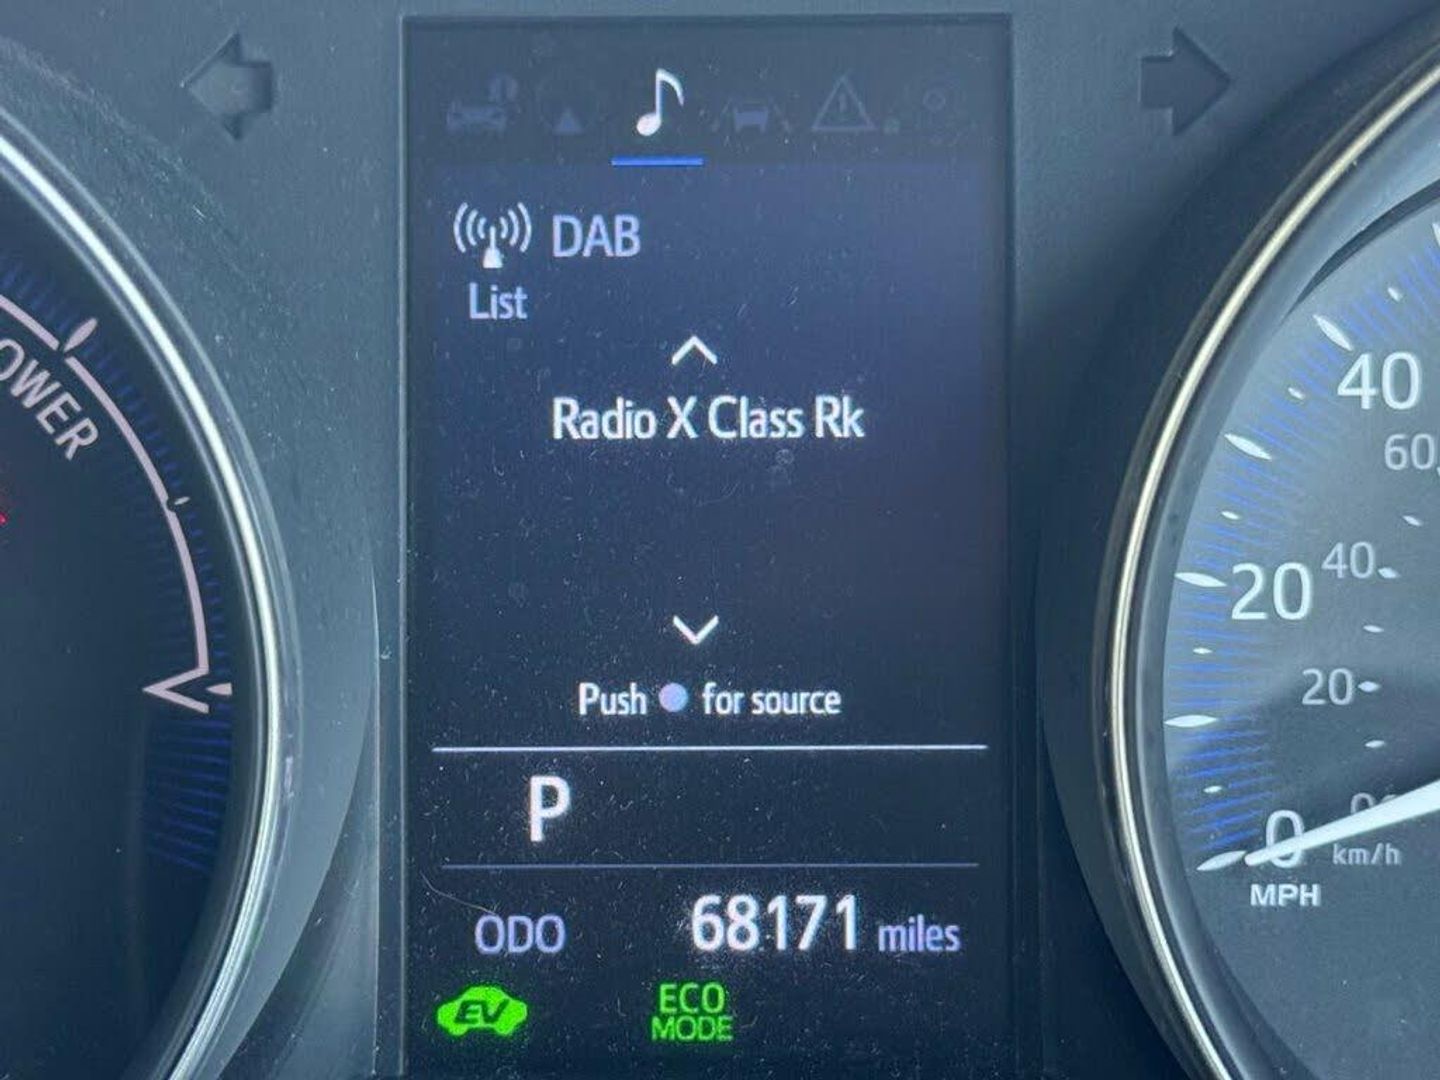 DAB
List
Radio X Class Rk
Push for source
P
ODO 68171 miles
EV
ECO
MODE
OWER
40
60
20
40
20
0
0
km/h
MPH